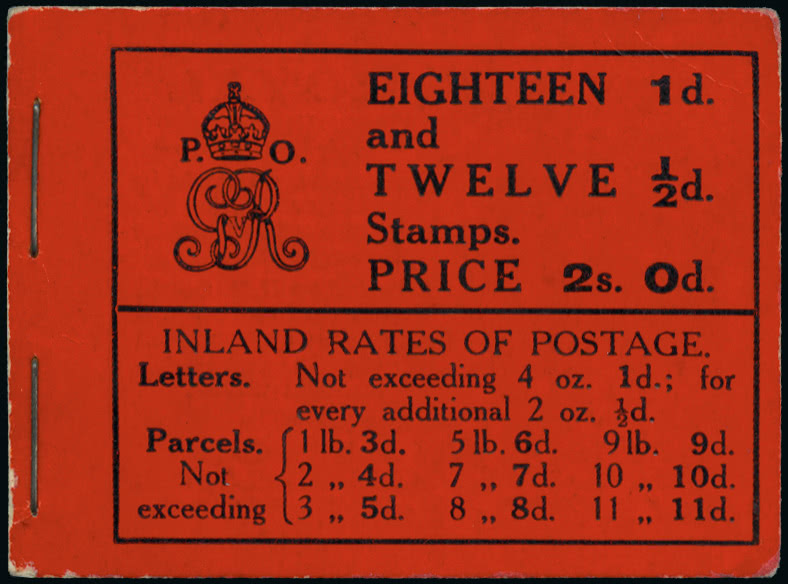 EIGHTEEN 1d.
and
TWELVE ½d.
Stamps.
PRICE 2s. 0d.
P. O.
GVR
INLAND RATES OF POSTAGE.
Letters. Not exceeding 4 oz. 1d.; for
every additional 2 oz. ½d.
Parcels. 1 lb. 3d. 5 lb. 6d. 9 lb. 9d.
Not 2 „ 4d. 7 „ 7d. 10 „ 10d.
exceeding 3 „ 5d. 8 „ 8d. 11 „ 11d.